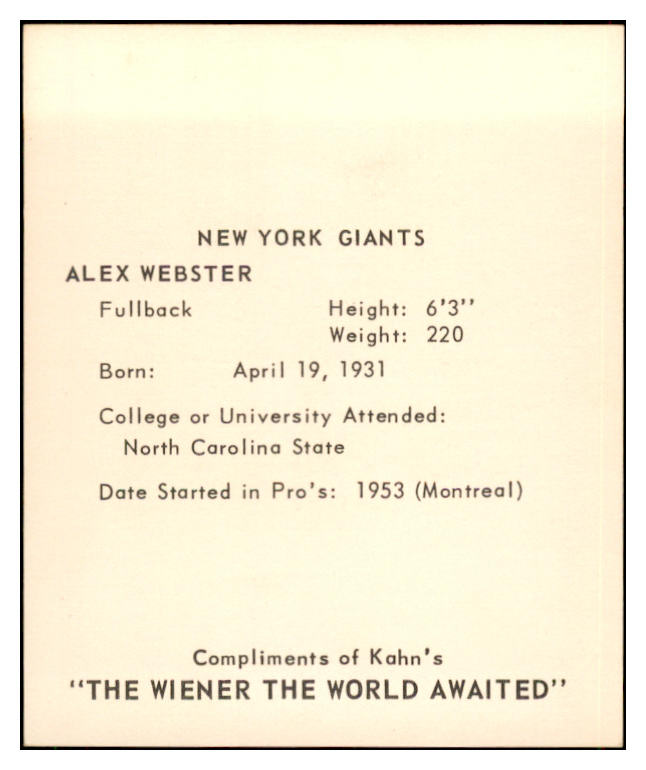 NEW YORK GIANTS
ALEX WEBSTER
Fullback Height: 6'3''
Weight: 220
Born: April 19, 1931
College or University Attended:
North Carolina State
Date Started in Pro's: 1953 (Montreal)
Compliments of Kahn's
"THE WIENER THE WORLD AWAITED"